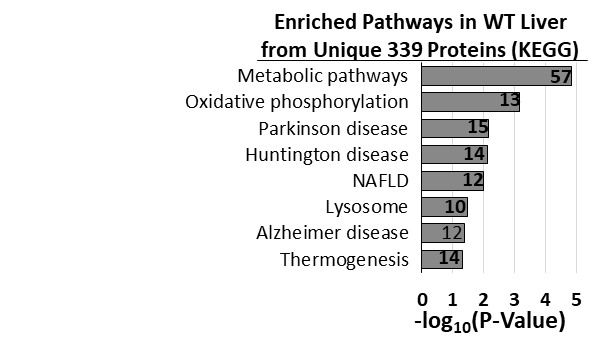 Enriched Pathways in WT Liver
from Unique 339 Proteins (KEGG)
Metabolic pathways 57
Oxidative phosphorylation 13
Parkinson disease 15
Huntington disease 14
NAFLD 12
Lysosome 10
Alzheimer disease 12
Thermogenesis 14
0 1 2 3 4 5
-log10(P-Value)